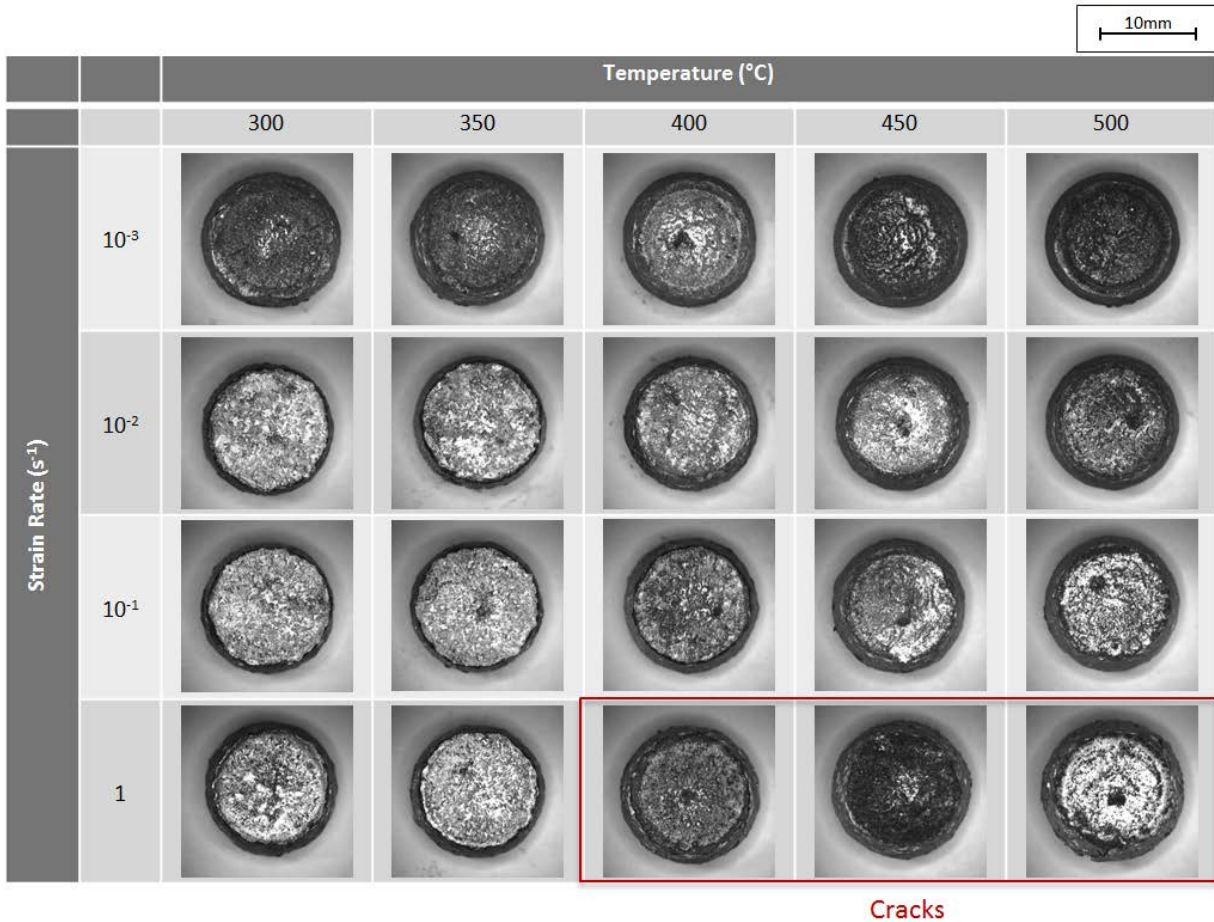 10mm
Temperature (°C)
300 350 400 450 500
Strain Rate (s⁻¹)
10⁻³
10⁻²
10⁻¹
1
Cracks